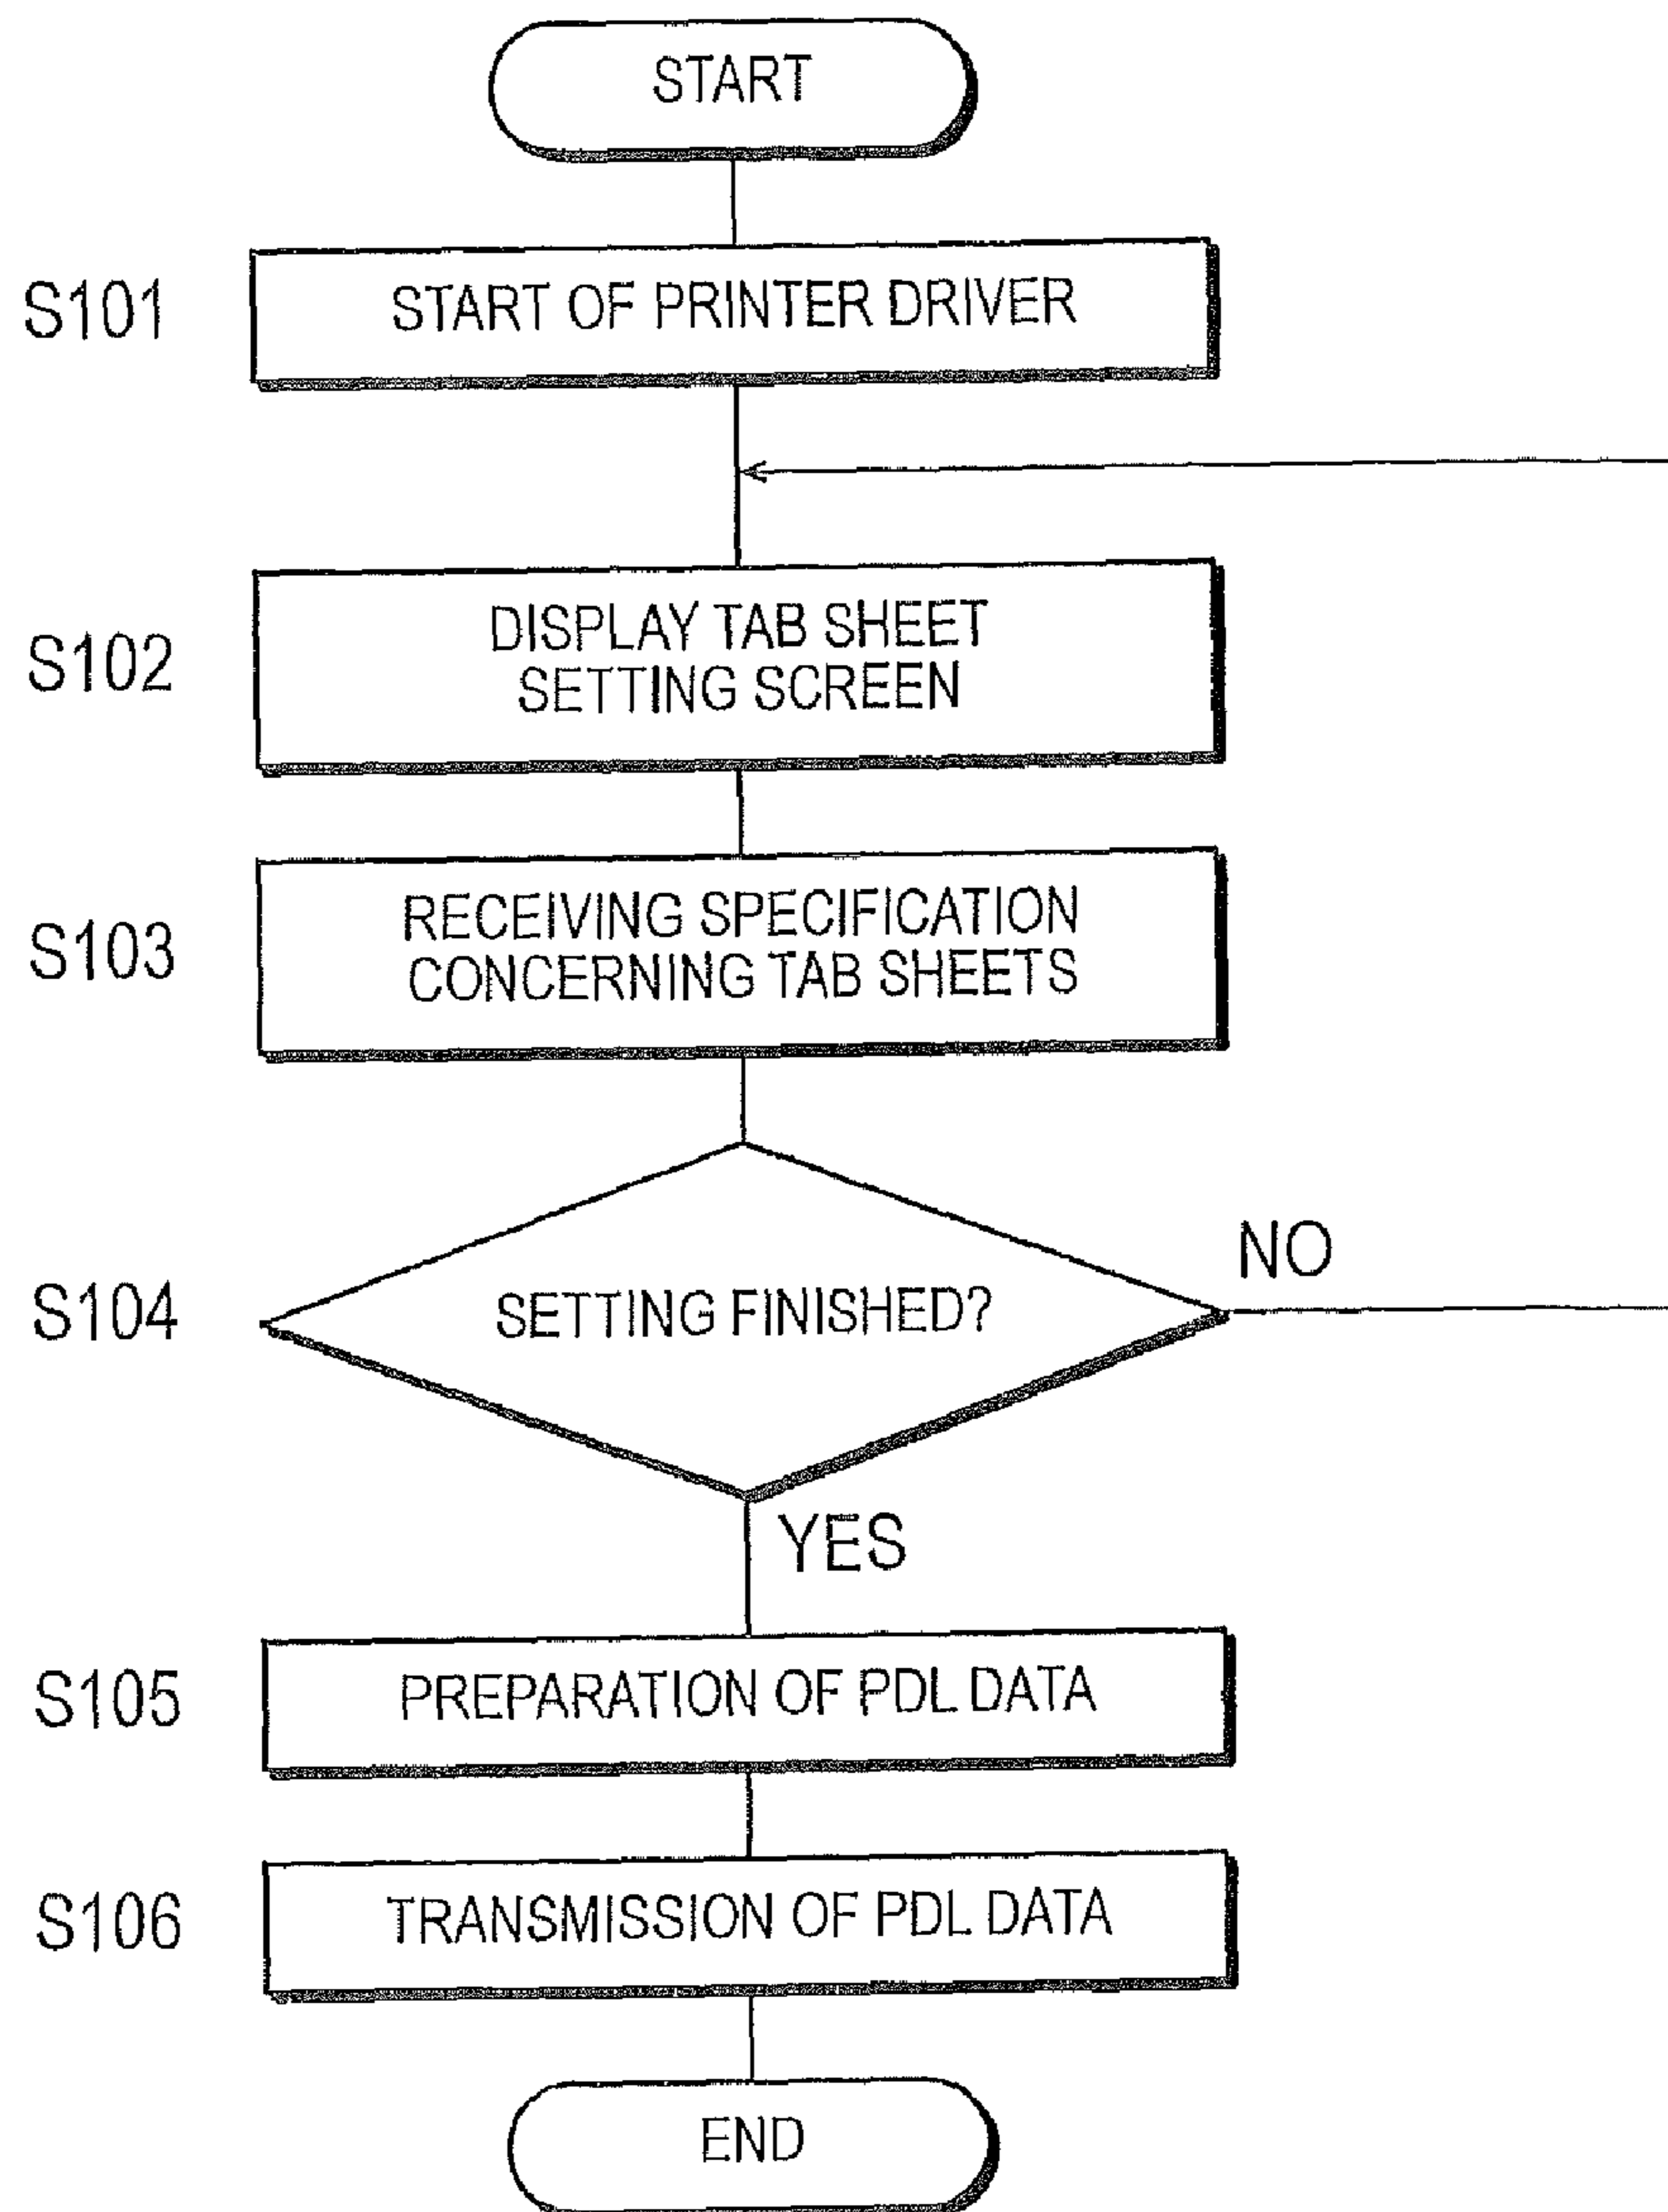 START
S101
START OF PRINTER DRIVER
S102
DISPLAY TAB SHEET
SETTING SCREEN
S103
RECEIVING SPECIFICATION
CONCERNING TAB SHEETS
S104
SETTING FINISHED?
NO
YES
S105
PREPARATION OF PDL DATA
S106
TRANSMISSION OF PDL DATA
END